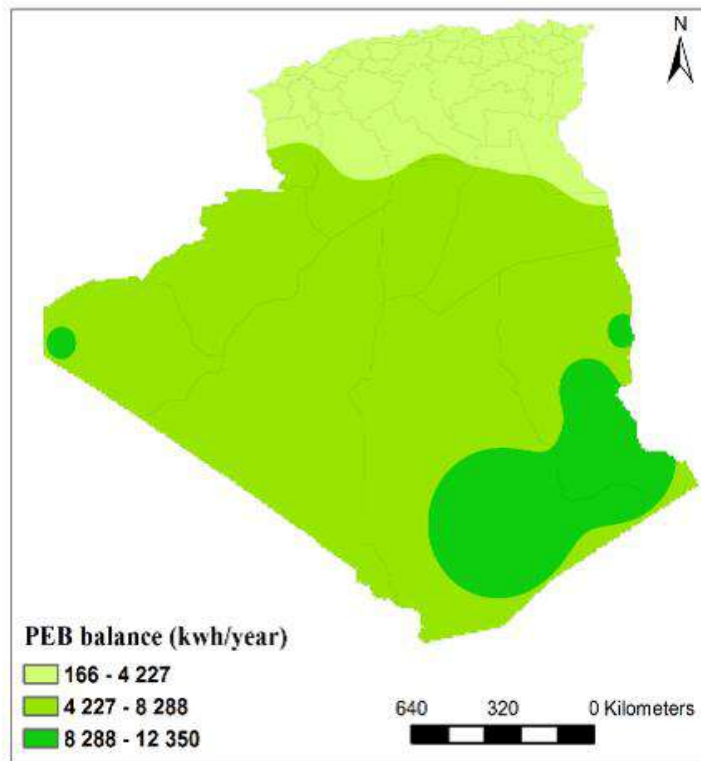 N
PEB balance (kwh/year)
166 - 4 227
4 227 - 8 288
8 288 - 12 350
640 320 0 Kilometers